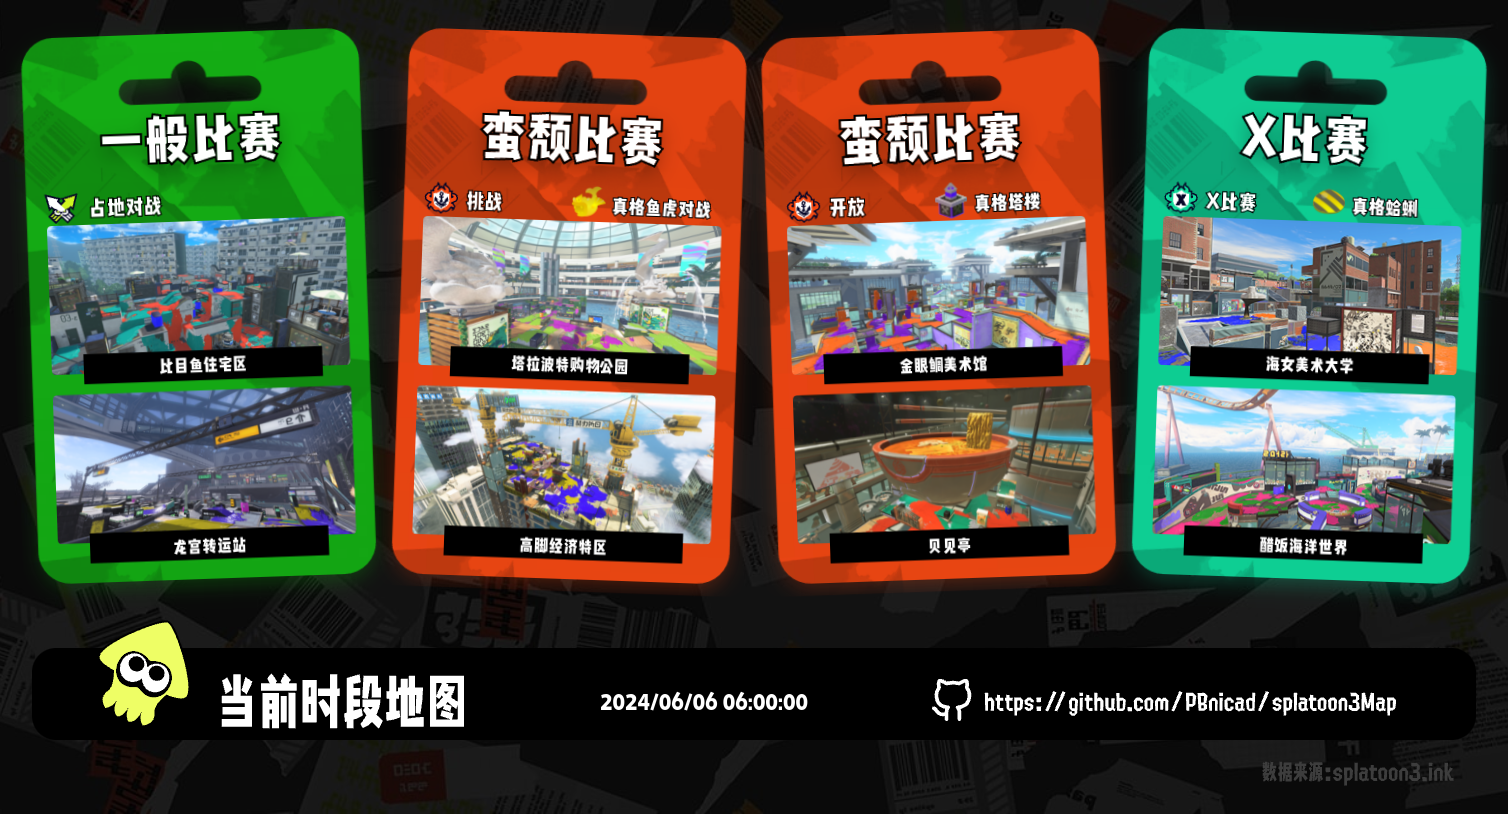 一般比赛
占地对战
比目鱼住宅区
龙宫转运站
蛮颓比赛
挑战
真格鱼虎对战
塔拉波特购物公园
高脚经济特区
蛮颓比赛
开放
真格塔楼
金眼鲷美术馆
贝贝亭
X比赛
X比赛
真格蛤蜊
海女美术大学
醋饭海洋世界
当前时段地图
2024/06/06 06:00:00
https://github.com/PBnicad/splatoon3Map
数据来源:splatoon3.ink